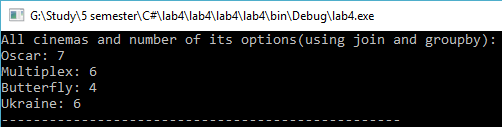 G:\Study\5 semester\C#\lab4\lab4\lab4\lab4\bin\Debug\lab4.exe
All cinemas and number of its options(using join and groupby):
Oscar: 7
Multiplex: 6
Butterfly: 4
Ukraine: 6
--------------------------------------------------